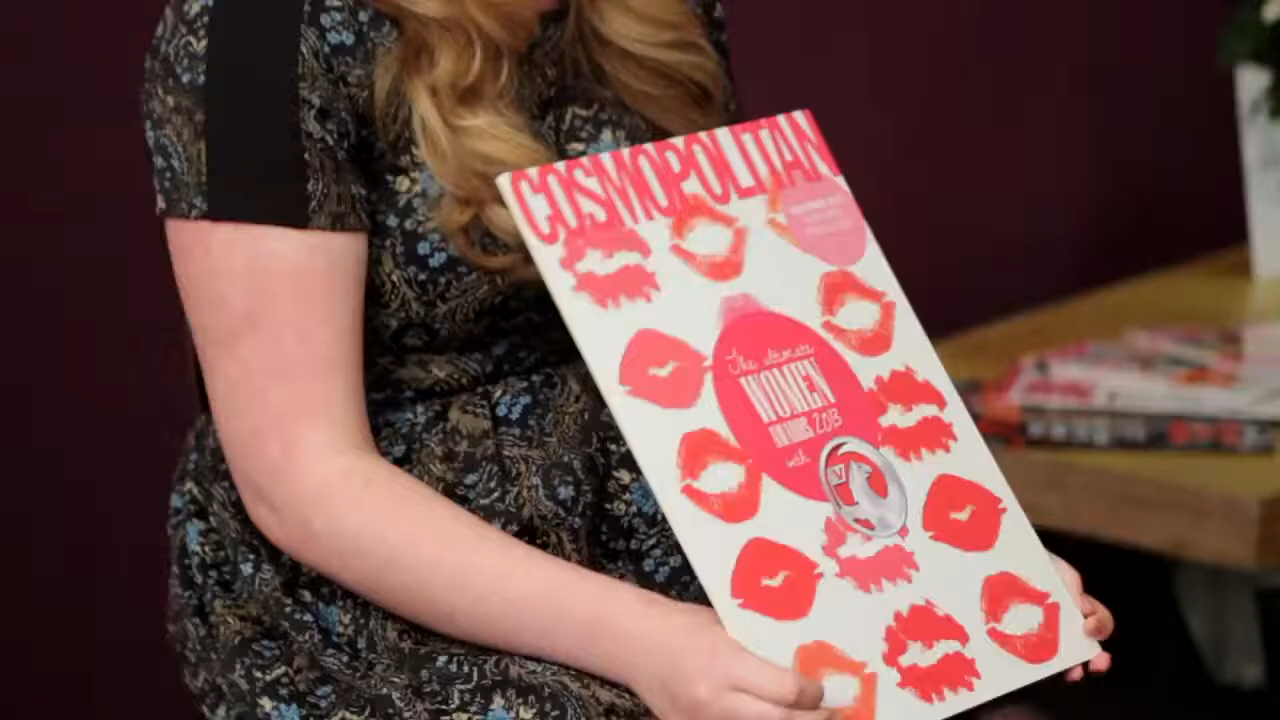 COSMOPOLITAN
The ultimate
WOMEN
AWARDS 2013
with
V